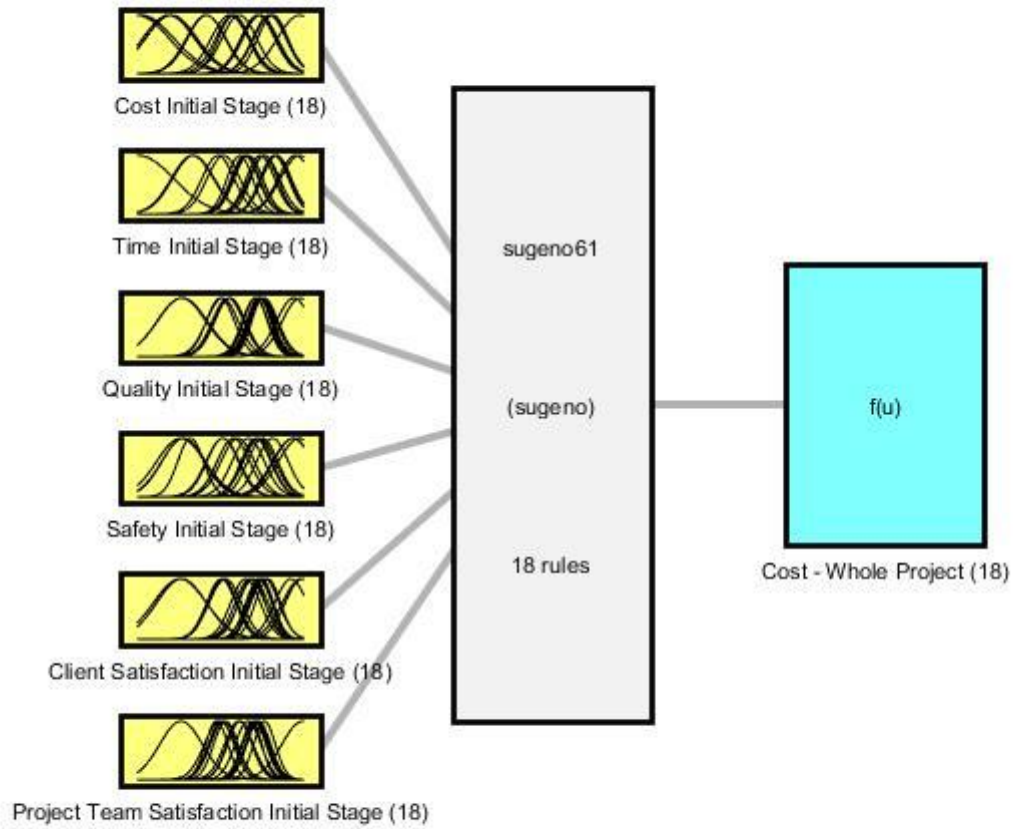 Cost Initial Stage (18)
Time Initial Stage (18)
Quality Initial Stage (18)
Safety Initial Stage (18)
Client Satisfaction Initial Stage (18)
Project Team Satisfaction Initial Stage (18)
sugeno61
(sugeno)
18 rules
f(u)
Cost - Whole Project (18)